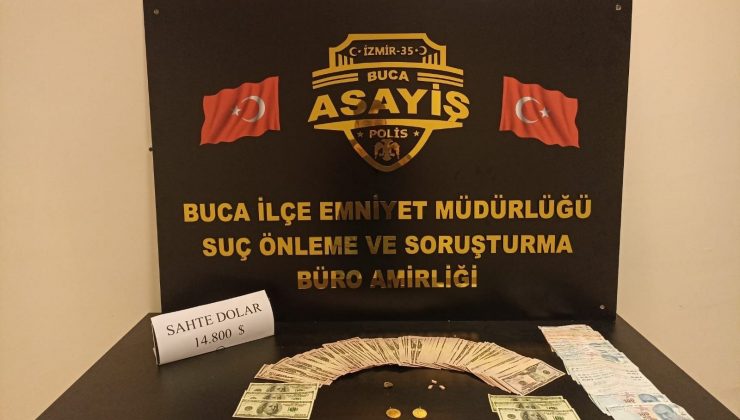 İZMİR-35
BUCA
ASAYİŞ
POLİS
BUCA İLÇE EMNİYET MÜDÜRLÜĞÜ
SUÇ ÖNLEME VE SORUŞTURMA
BÜRO AMİRLİĞİ
SAHTE DOLAR
14.800 $